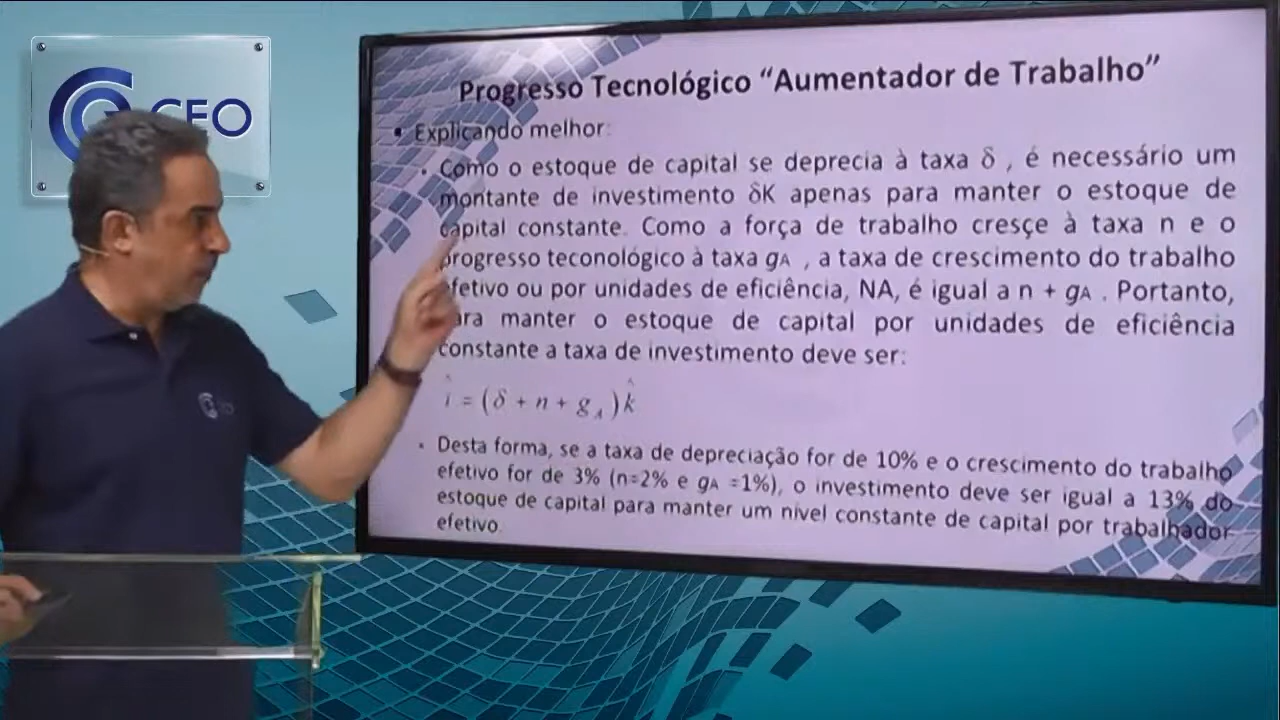 CEO
Progresso Tecnológico “Aumentador de Trabalho”
• Explicando melhor:
• Como o estoque de capital se deprecia à taxa δ , é necessário um
montante de investimento δK apenas para manter o estoque de
capital constante. Como a força de trabalho cresçe à taxa n e o
progresso teconológico à taxa gA , a taxa de crescimento do trabalho
efetivo ou por unidades de eficiência, NA, é igual a n + gA . Portanto,
para manter o estoque de capital por unidades de eficiência
constante a taxa de investimento deve ser:
î = (δ + n + g_A)k̂
• Desta forma, se a taxa de depreciação for de 10% e o crescimento do trabalho
efetivo for de 3% (n=2% e gA =1%), o investimento deve ser igual a 13% do
estoque de capital para manter um nível constante de capital por trabalhador
efetivo.